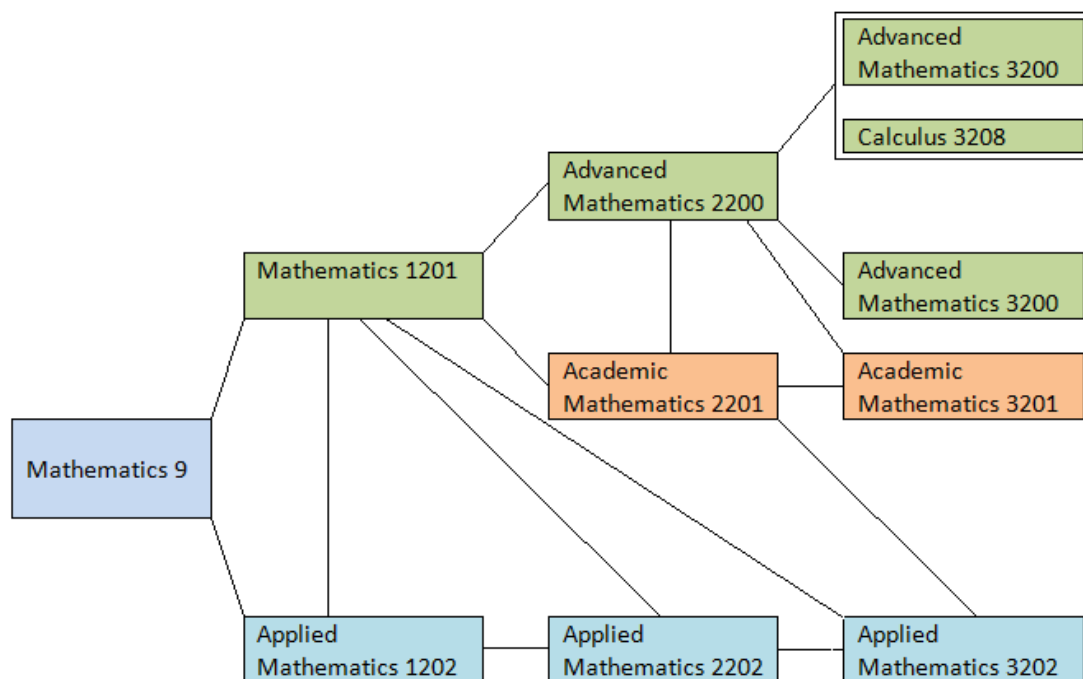 Advanced
Mathematics 3200
Calculus 3208
Advanced
Mathematics 2200
Mathematics 1201
Advanced
Mathematics 3200
Academic
Mathematics 2201
Academic
Mathematics 3201
Mathematics 9
Applied
Mathematics 1202
Applied
Mathematics 2202
Applied
Mathematics 3202